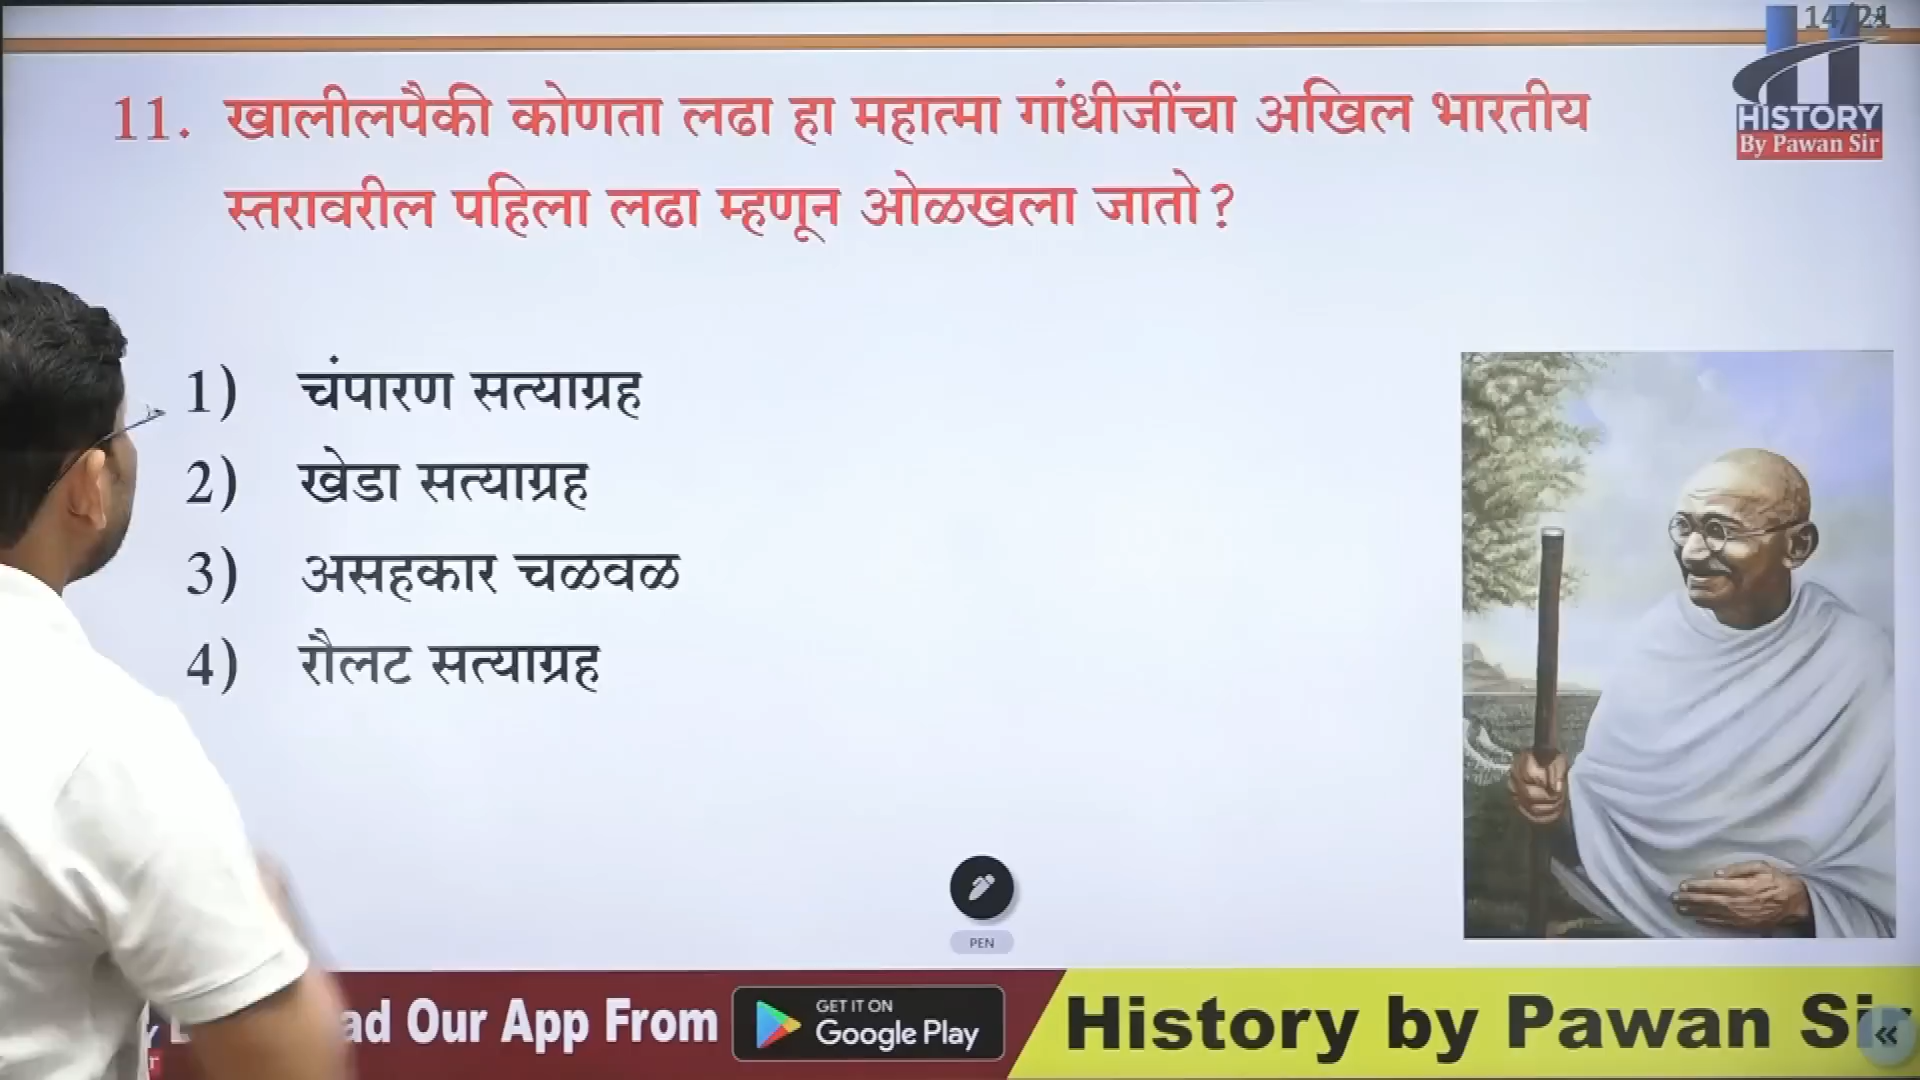 14/21
HISTORY
By Pawan Sir
11. खालीलपैकी कोणता लढा हा महात्मा गांधीजींचा अखिल भारतीय
स्तरावरील पहिला लढा म्हणून ओळखला जातो?
1) चंपारण सत्याग्रह
2) खेडा सत्याग्रह
3) असहकार चळवळ
4) रौलट सत्याग्रह
PEN
ad Our App From
GET IT ON
Google Play
History by Pawan Sir